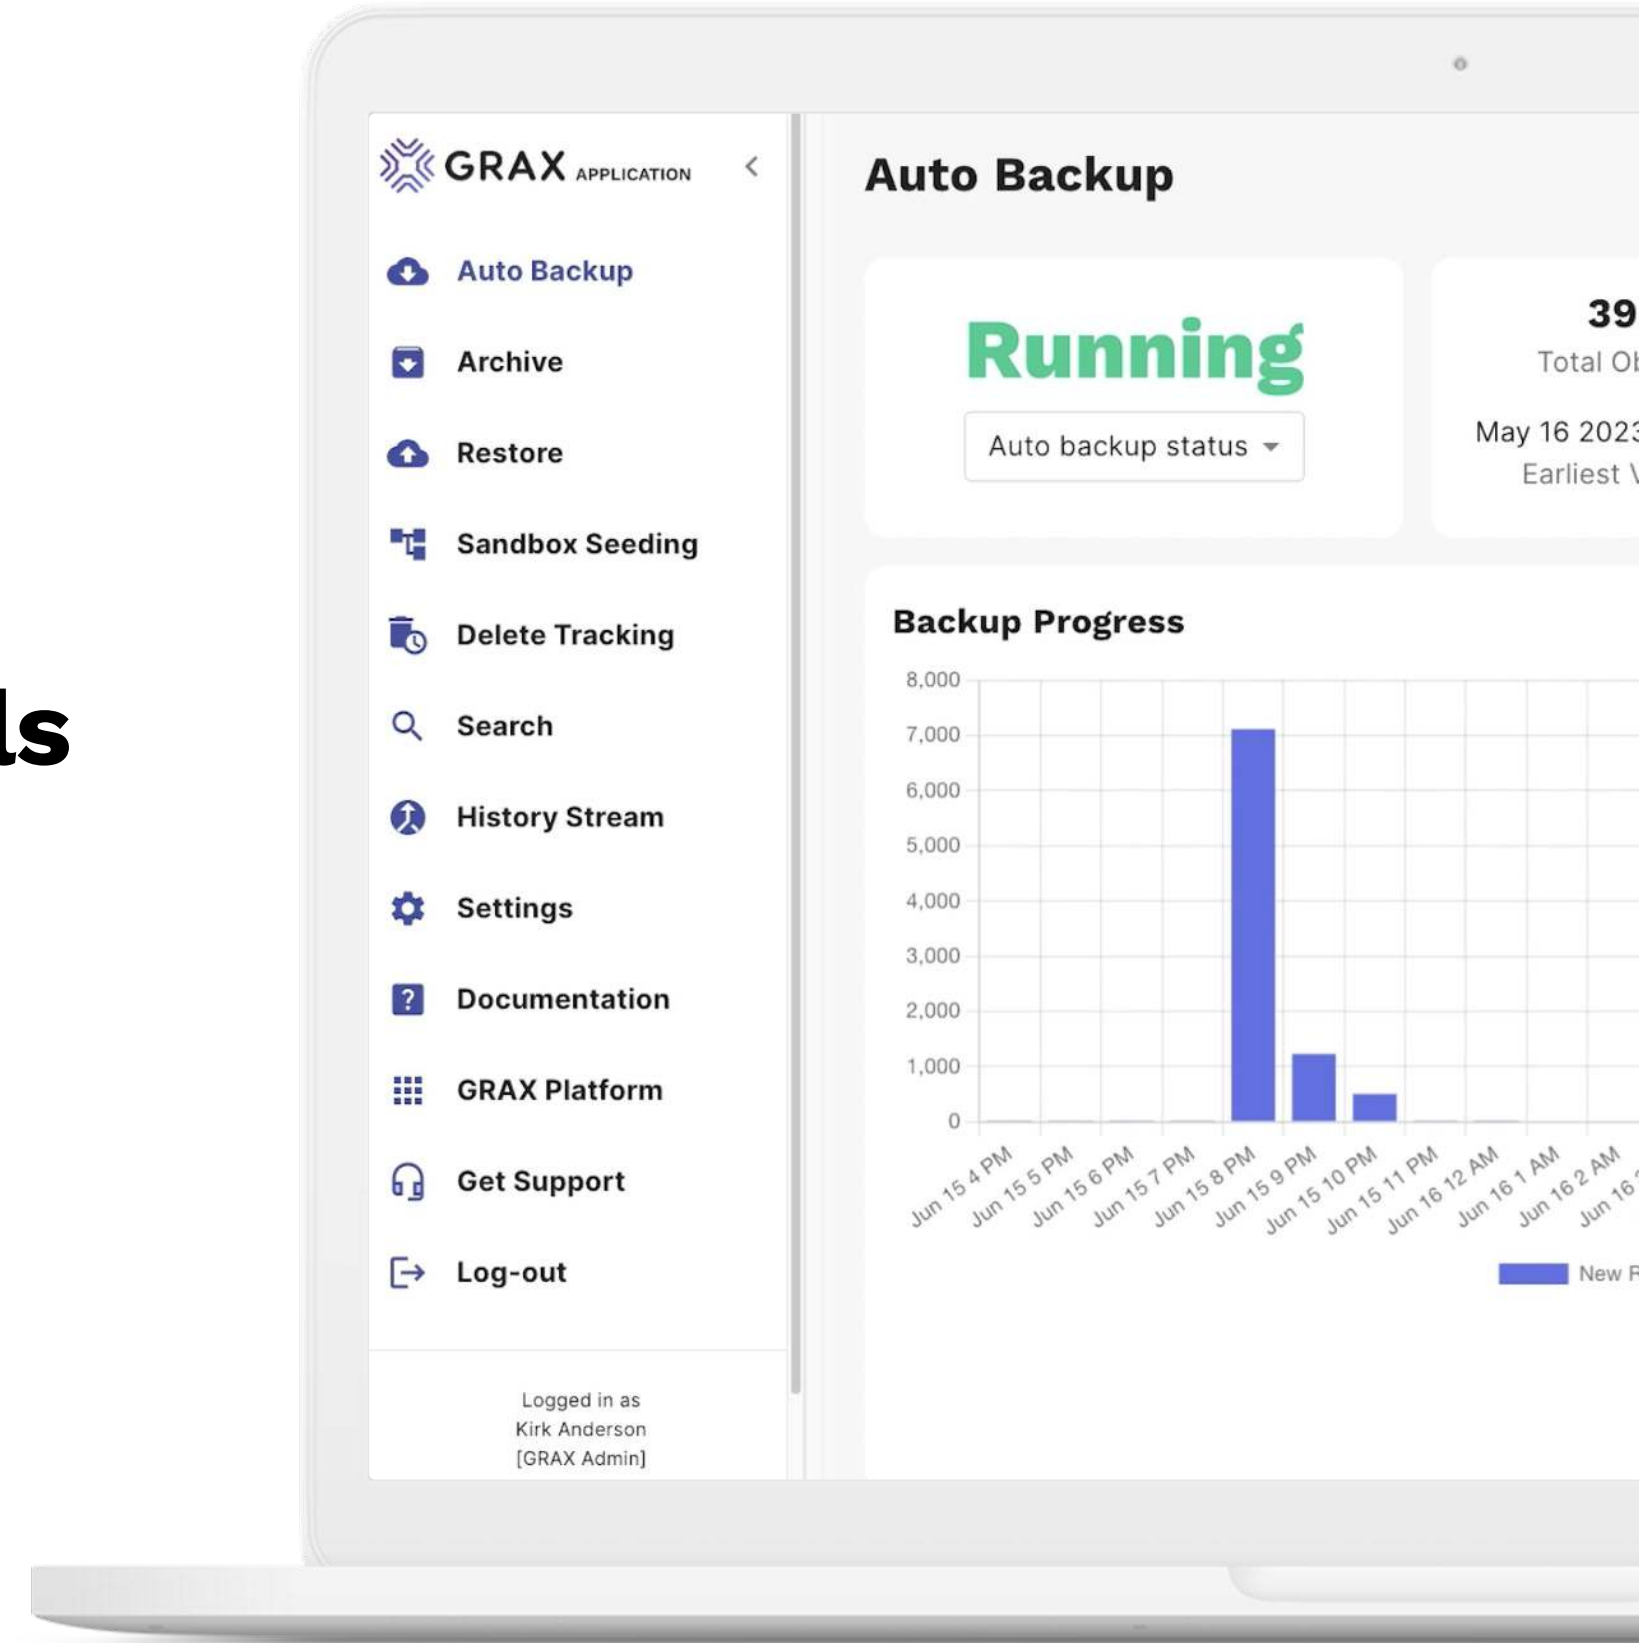 GRAX APPLICATION
Auto Backup
Archive
Restore
Sandbox Seeding
Delete Tracking
Search
History Stream
Settings
Documentation
GRAX Platform
Get Support
Log-out
Logged in as
Kirk Anderson
[GRAX Admin]
ls
Auto Backup
Running
Auto backup status
39
Total Ob
May 16 2023
Earliest
Backup Progress
8,000
7,000
6,000
5,000
4,000
3,000
2,000
1,000
0
Jun 15 4 PM
Jun 15 5 PM
Jun 15 6 PM
Jun 15 7 PM
Jun 15 8 PM
Jun 15 9 PM
Jun 15 10 PM
Jun 15 11 PM
Jun 16 12 AM
Jun 16 1 AM
Jun 16 2 AM
Jun 16
New R